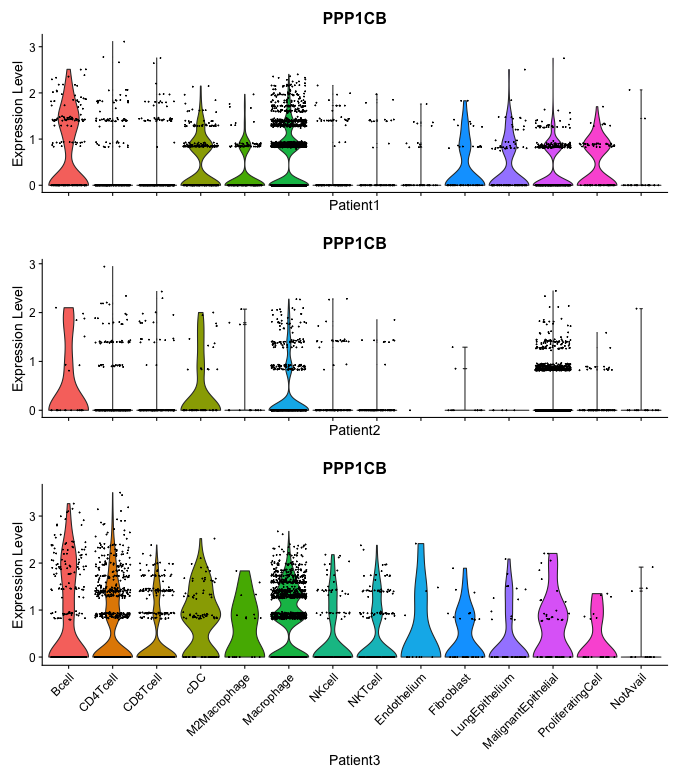 PPP1CB
Expression Level
3
2
1
0
Patient1
PPP1CB
Expression Level
3
2
1
0
Patient2
PPP1CB
Expression Level
3
2
1
0
Bcell
CD4Tcell
CD8Tcell
cDC
M2Macrophage
Macrophage
NKcell
NKTcell
Endothelium
Fibroblast
LungEpithelium
MalignantEpithelial
ProliferatingCell
NotAvail
Patient3